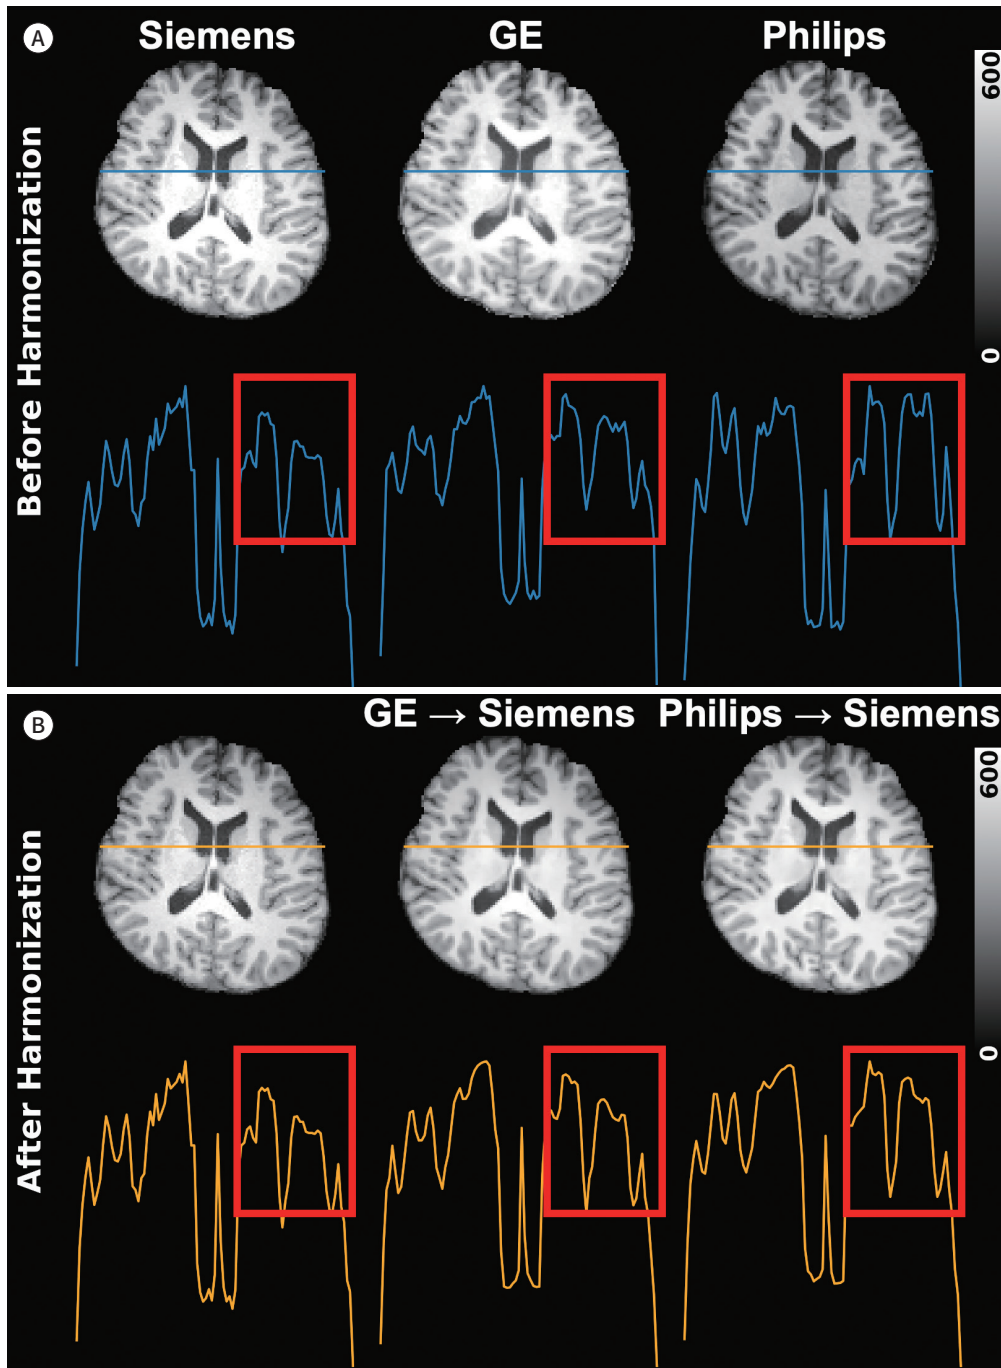 A
Siemens GE Philips
Before Harmonization
600
0
B
GE → Siemens Philips → Siemens
After Harmonization
600
0